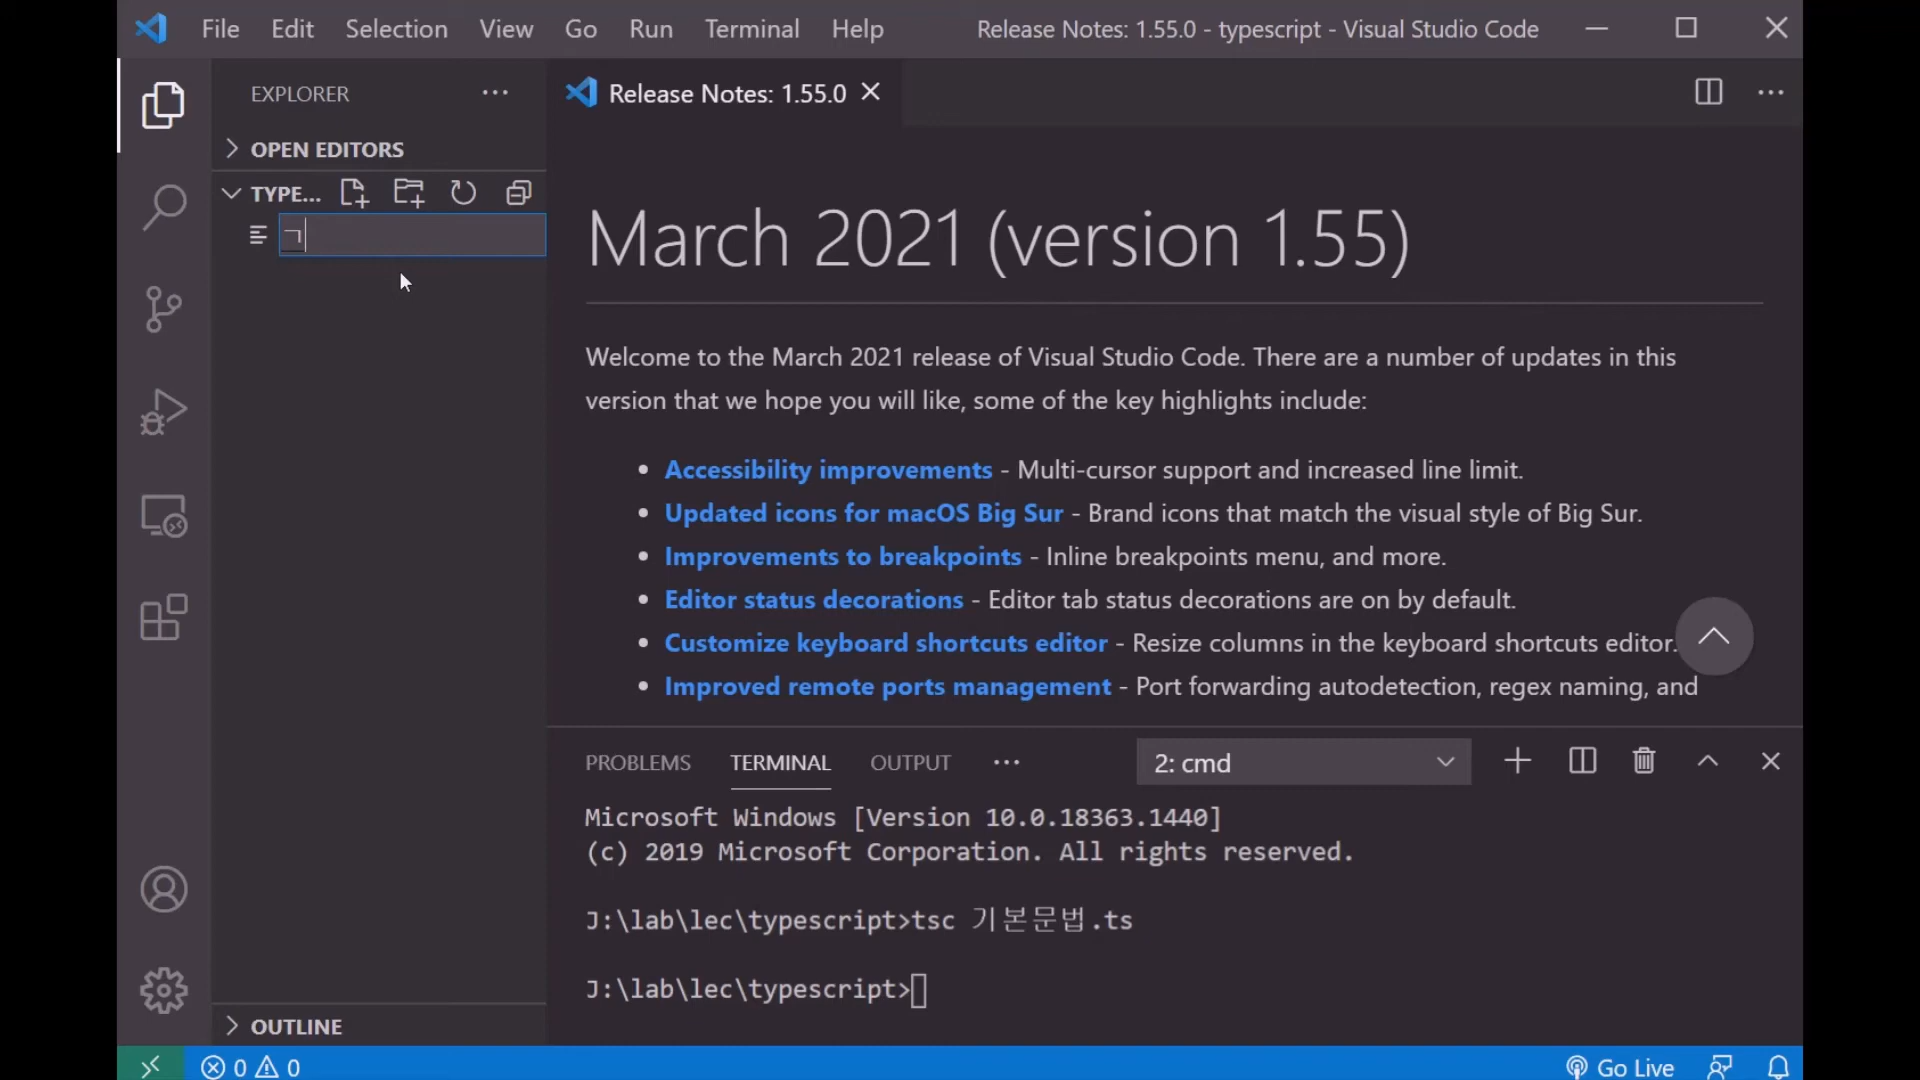 File Edit Selection View Go Run Terminal Help Release Notes: 1.55.0 - typescript - Visual Studio Code
EXPLORER
Release Notes: 1.55.0
OPEN EDITORS
TYPE...
ㄱ
March 2021 (version 1.55)
Welcome to the March 2021 release of Visual Studio Code. There are a number of updates in this
version that we hope you will like, some of the key highlights include:
Accessibility improvements - Multi-cursor support and increased line limit.
Updated icons for macOS Big Sur - Brand icons that match the visual style of Big Sur.
Improvements to breakpoints - Inline breakpoints menu, and more.
Editor status decorations - Editor tab status decorations are on by default.
Customize keyboard shortcuts editor - Resize columns in the keyboard shortcuts editor.
Improved remote ports management - Port forwarding autodetection, regex naming, and
PROBLEMS TERMINAL OUTPUT 2: cmd
Microsoft Windows [Version 10.0.18363.1440]
(c) 2019 Microsoft Corporation. All rights reserved.
J:\lab\lec\typescript>tsc 기본문법.ts
J:\lab\lec\typescript>
OUTLINE
0 0 Go Live